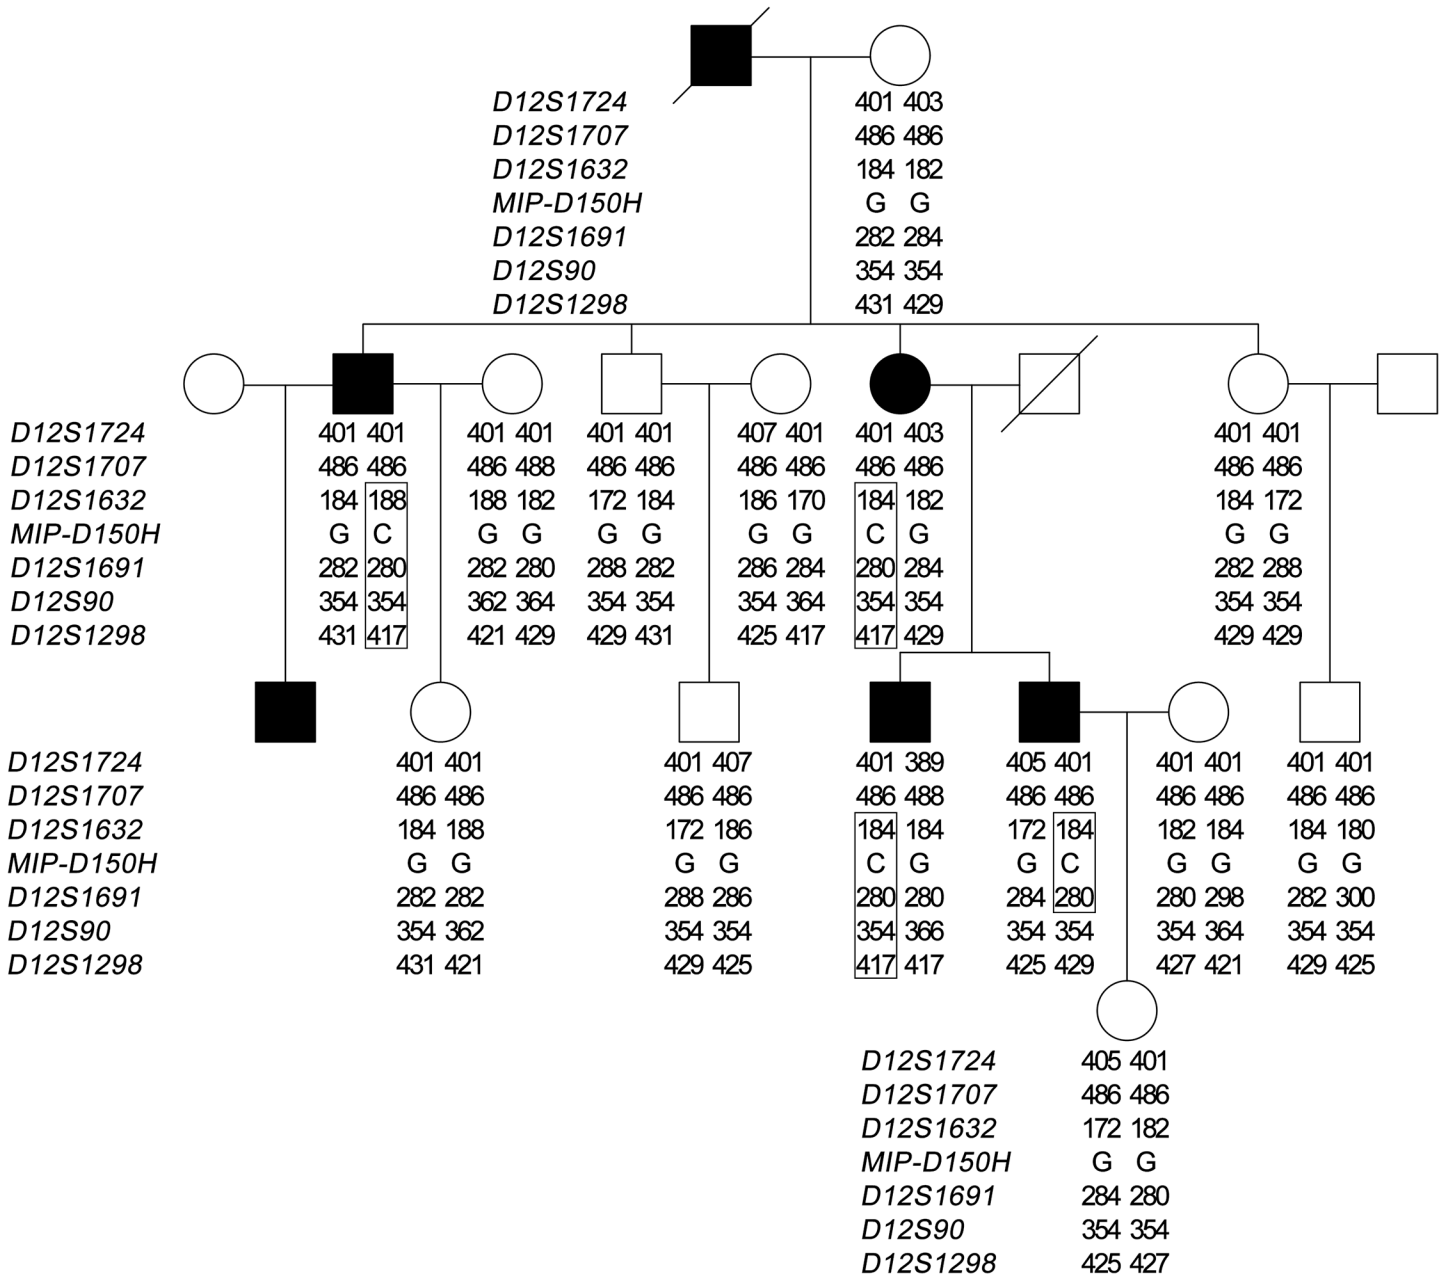 D12S1724 401 403
D12S1707 486 486
D12S1632 184 182
MIP-D150H G G
D12S1691 282 284
D12S90 354 354
D12S1298 431 429
D12S1724 401 401 401 401 401 401 407 401 401 403 401 401
D12S1707 486 486 486 488 486 486 486 486 486 486 486 486
D12S1632 184 188 188 182 172 184 186 170 184 182 184 172
MIP-D150H G C G G G G G G C G G G
D12S1691 282 280 282 280 288 282 286 284 280 284 282 288
D12S90 354 354 362 364 354 354 354 364 354 354 354 354
D12S1298 431 417 421 429 429 431 425 417 417 429 429 429
D12S1724 401 401 401 407 401 389 405 401 401 401 401 401
D12S1707 486 486 486 486 486 488 486 486 486 486 486 486
D12S1632 184 188 172 186 184 184 172 184 182 184 184 180
MIP-D150H G G G G C G G C G G G G
D12S1691 282 282 288 286 280 280 284 280 280 298 282 300
D12S90 354 362 354 354 354 366 354 354 354 364 354 354
D12S1298 431 421 429 425 417 417 425 429 427 421 429 425
D12S1724 405 401
D12S1707 486 486
D12S1632 172 182
MIP-D150H G G
D12S1691 284 280
D12S90 354 354
D12S1298 425 427